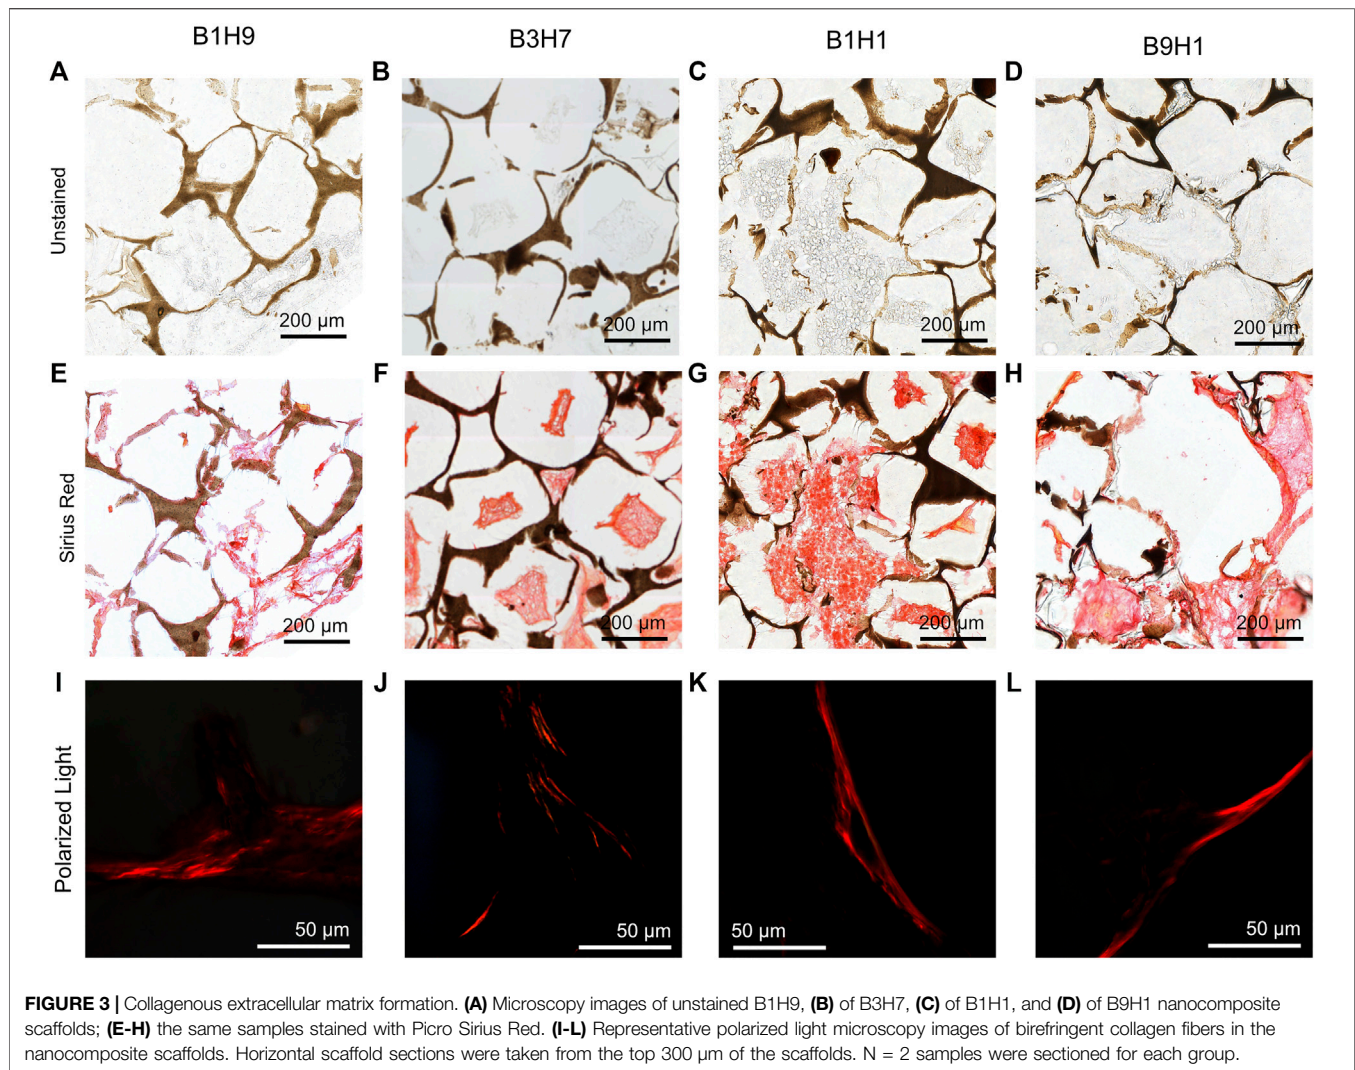 B1H9
B3H7
B1H1
B9H1
A
B
C
D
Unstained
200 µm
200 µm
200 µm
200 µm
E
F
G
H
Sirius Red
200 µm
200 µm
200 µm
200 µm
I
J
K
L
Polarized Light
50 µm
50 µm
50 µm
50 µm
FIGURE 3 | Collagenous extracellular matrix formation. (A) Microscopy images of unstained B1H9, (B) of B3H7, (C) of B1H1, and (D) of B9H1 nanocomposite
scaffolds; (E-H) the same samples stained with Picro Sirius Red. (I-L) Representative polarized light microscopy images of birefringent collagen fibers in the
nanocomposite scaffolds. Horizontal scaffold sections were taken from the top 300 µm of the scaffolds. N = 2 samples were sectioned for each group.